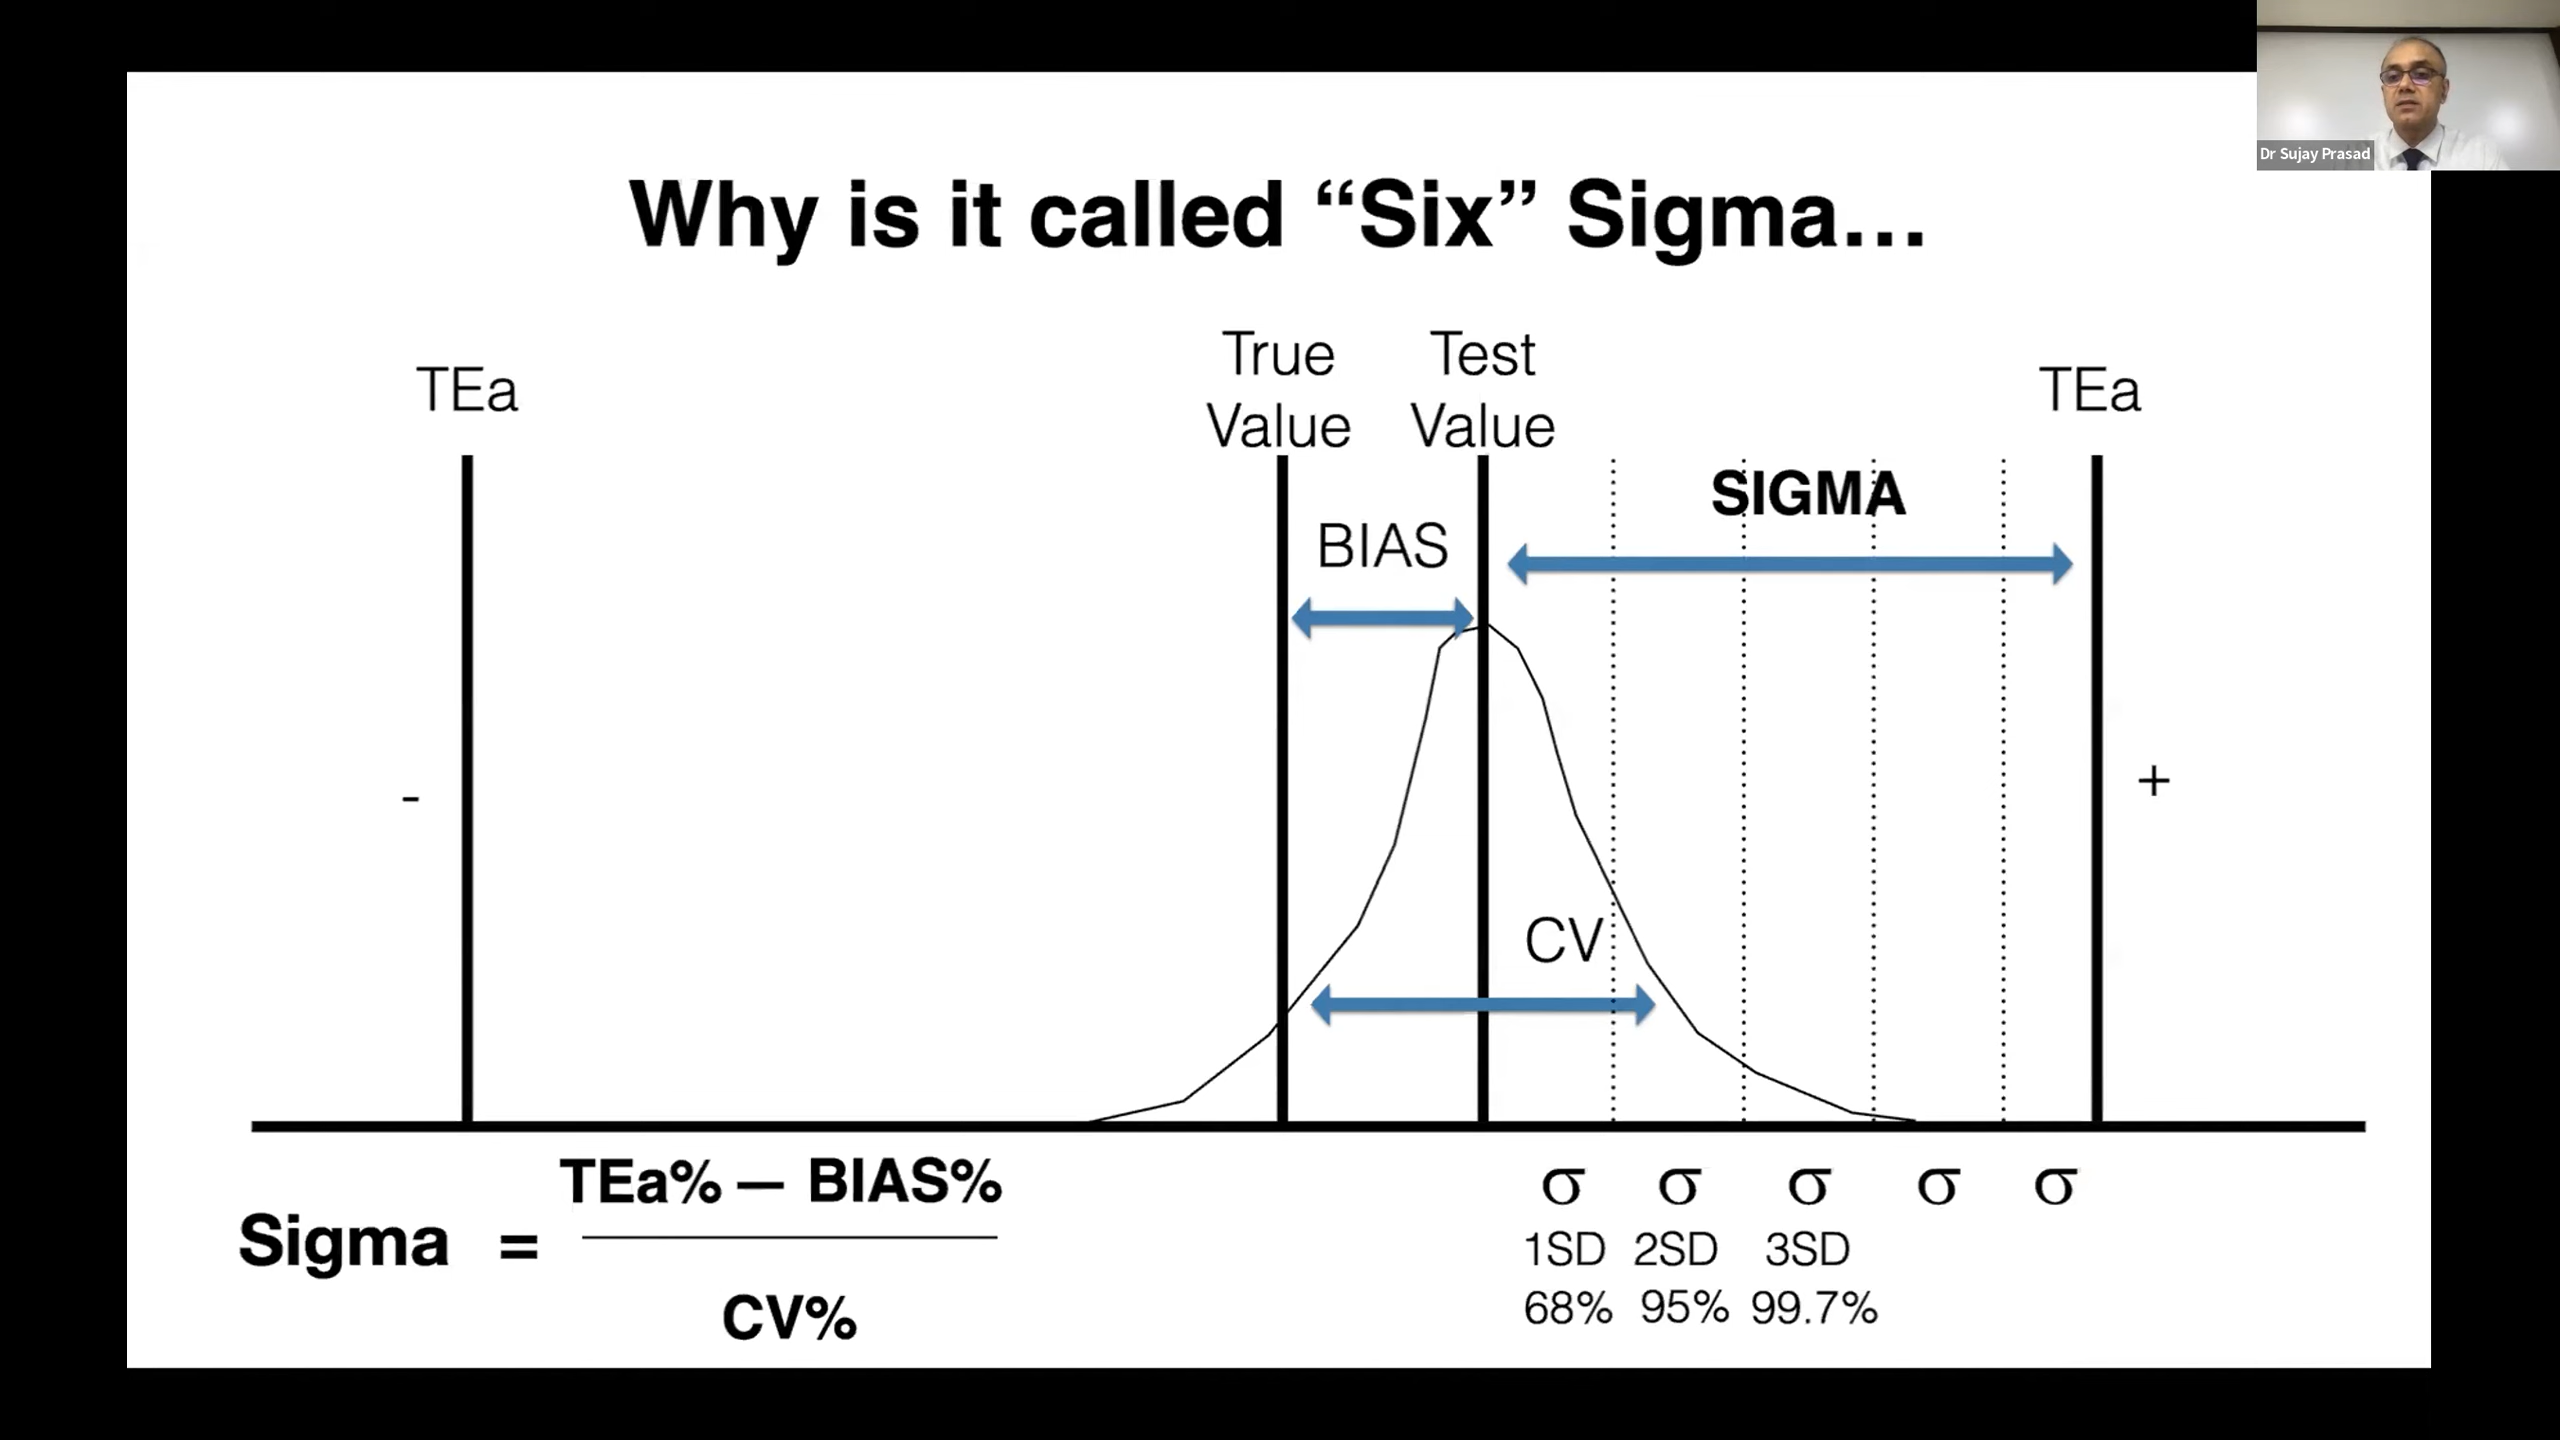 Dr Sujay Prasad
Why is it called “Six” Sigma...
True Value
Test Value
TEa
TEa
SIGMA
BIAS
-
+
CV
TEa% — BIAS%
Sigma =
CV%
σ σ σ σ σ
1SD 2SD 3SD
68% 95% 99.7%